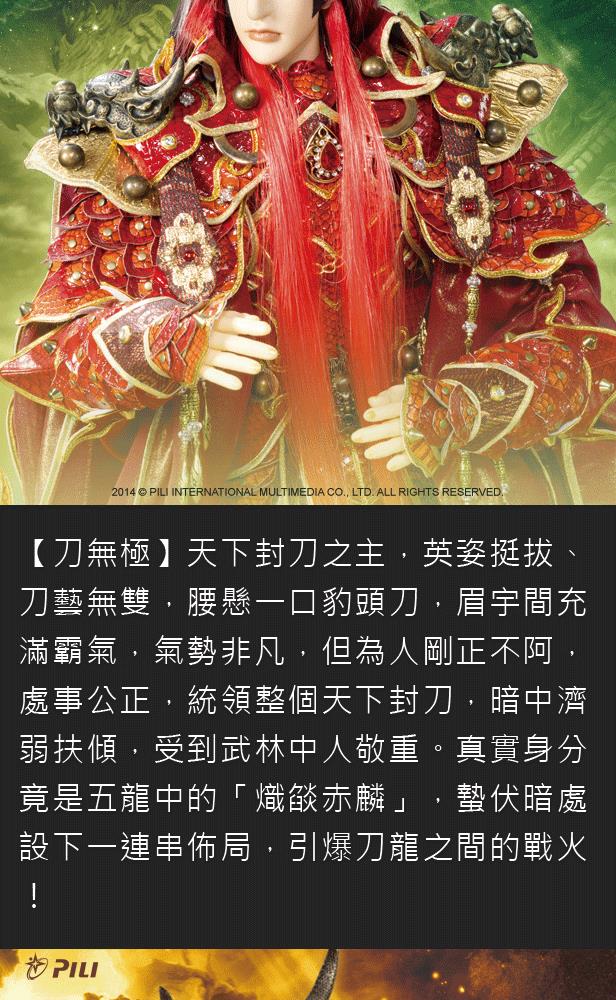 2014 © PILI INTERNATIONAL MULTIMEDIA CO., LTD. ALL RIGHTS RESERVED.
【刀無極】天下封刀之主，英姿挺拔、
刀藝無雙，腰懸一口豹頭刀，眉宇間充
滿霸氣，氣勢非凡，但為人剛正不阿，
處事公正，統領整個天下封刀，暗中濟
弱扶傾，受到武林中人敬重。真實身分
竟是五龍中的「熾燄赤麟」，蟄伏暗處
設下一連串佈局，引爆刀龍之間的戰火
！
PILI